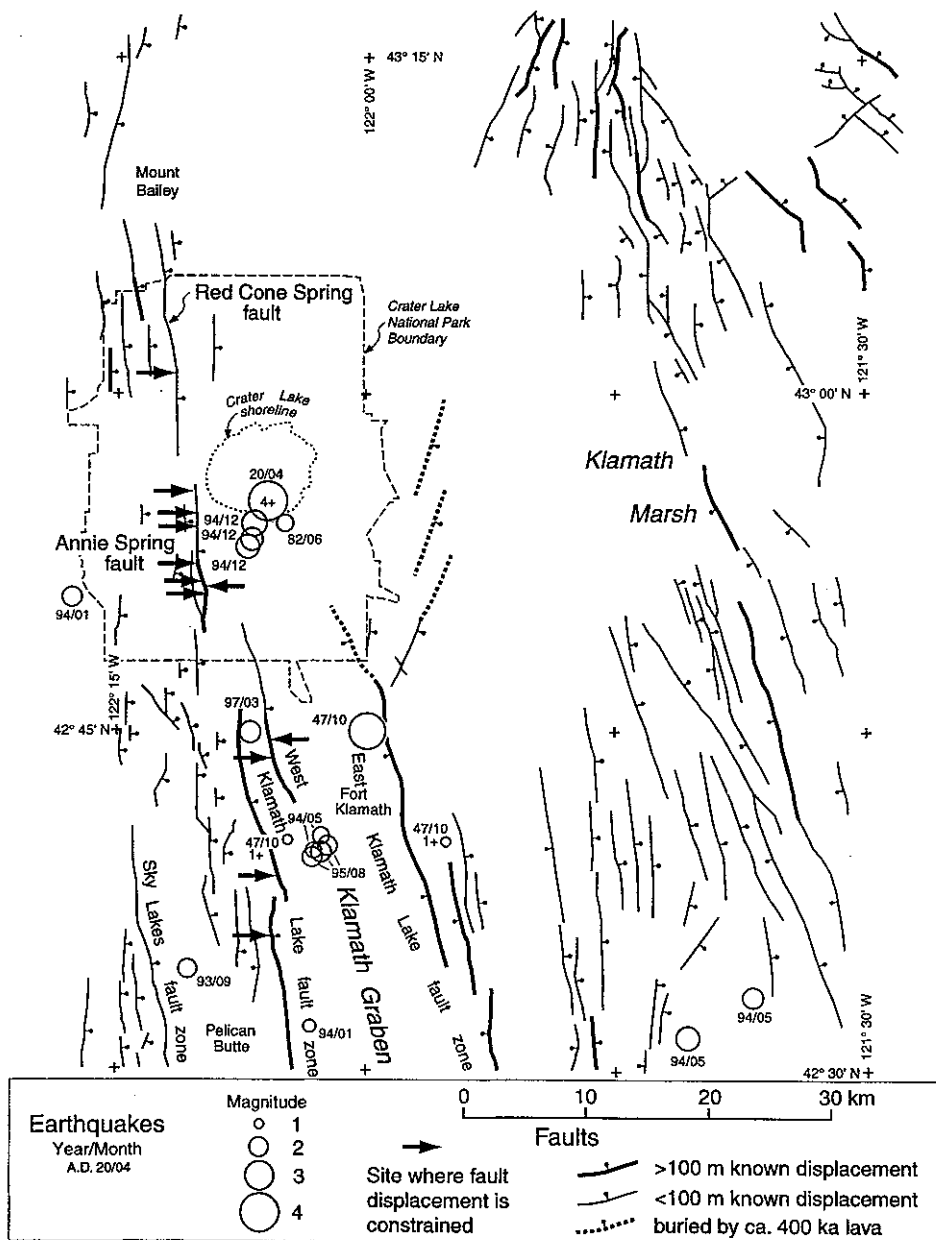 43° 15' N
122° 00' W
Mount
Bailey
Red Cone Spring
fault
Crater Lake
National Park
Boundary
121° 30' W
43° 00' N
Crater Lake
shoreline
20/04
4+
94/12
94/12
94/12
82/06
Klamath
Marsh
Annie Spring
fault
94/01
122° 15' W
42° 45' N
97/03
47/10
West
Klamath
Lake
fault
zone
East
Klamath
Lake
fault
zone
Fort
Klamath
94/05
47/10
1+
95/08
47/10
1+
Klamath Graben
Sky Lakes
fault
zone
93/09
Pelican
Butte
94/01
94/05
94/05
121° 30' W
42° 30' N
Earthquakes
Year/Month
A.D. 20/04
Magnitude
1
2
3
4
0 10 20 30 km
Faults
Site where fault
displacement is
constrained
>100 m known displacement
<100 m known displacement
buried by ca. 400 ka lava